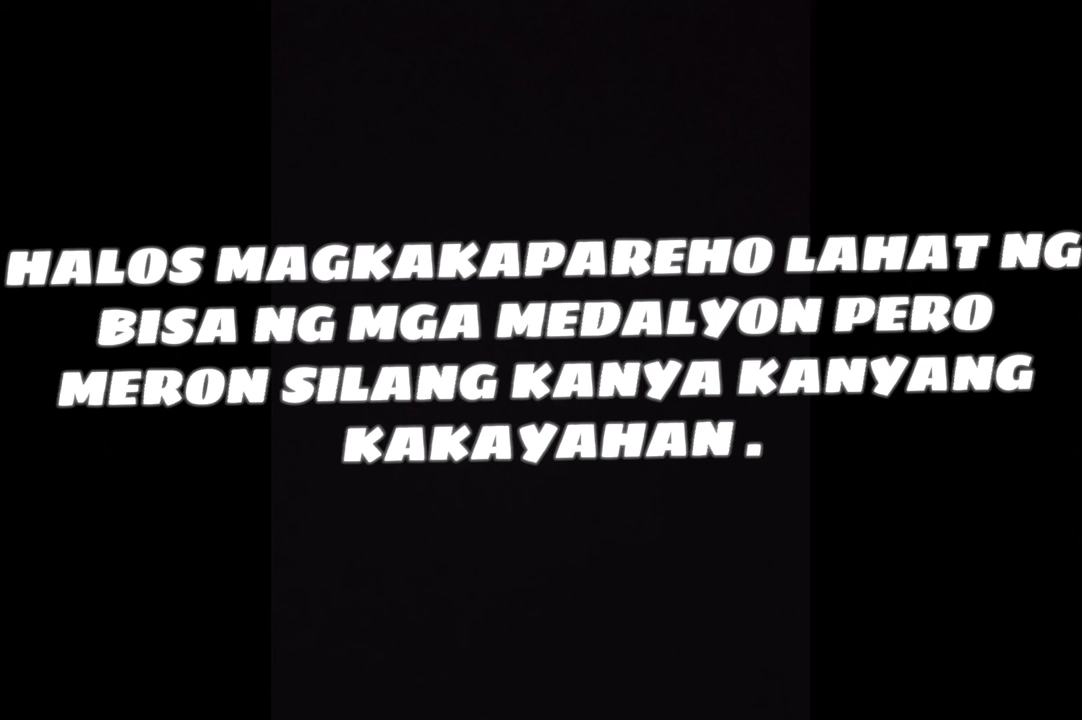 HALOS MAGKAKAPAREHO LAHAT NG
BISA NG MGA MEDALYON PERO
MERON SILANG KANYA KANYANG
KAKAYAHAN .